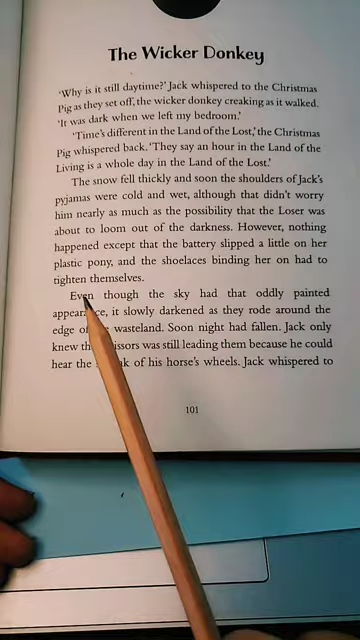 The Wicker Donkey
'Why is it still daytime?' Jack whispered to the Christmas
Pig as they set off, the wicker donkey creaking as it walked.
'It was dark when we left my bedroom.'
'Time's different in the Land of the Lost,' the Christmas
Pig whispered back. 'They say an hour in the Land of the
Living is a whole day in the Land of the Lost.'
The snow fell thickly and soon the shoulders of Jack's
pyjamas were cold and wet, although that didn't worry
him nearly as much as the possibility that the Loser was
about to loom out of the darkness. However, nothing
happened except that the battery slipped a little on her
plastic pony, and the shoelaces binding her on had to
tighten themselves.
Even though the sky had that oddly painted
it slowly darkened as they rode around the
edge of wasteland. Soon night had fallen. Jack only
knew was still leading them because he could
hear the of his horse's wheels. Jack whispered to
101